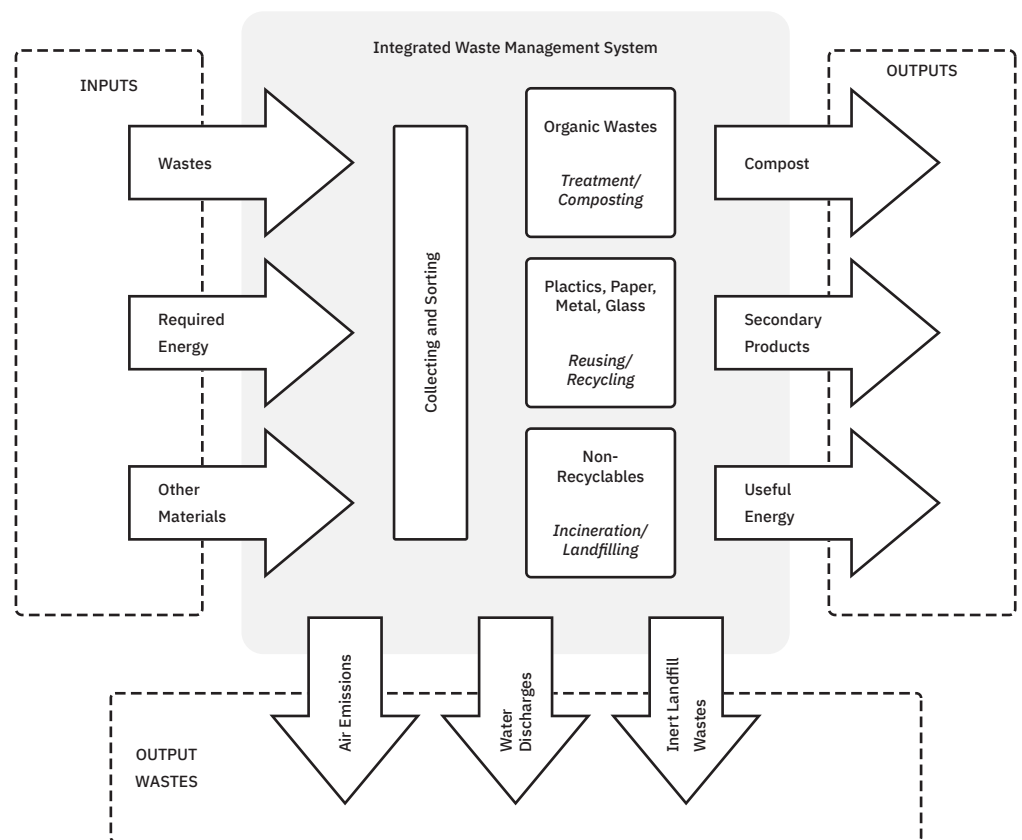 Integrated Waste Management System
INPUTS
OUTPUTS
Wastes
Required
Energy
Other
Materials
Collecting and Sorting
Organic Wastes
Treatment/
Composting
Plactics, Paper,
Metal, Glass
Reusing/
Recycling
Non-
Recyclables
Incineration/
Landfilling
Compost
Secondary
Products
Useful
Energy
Air Emissions
Water
Discharges
Inert Landfill
Wastes
OUTPUT
WASTES